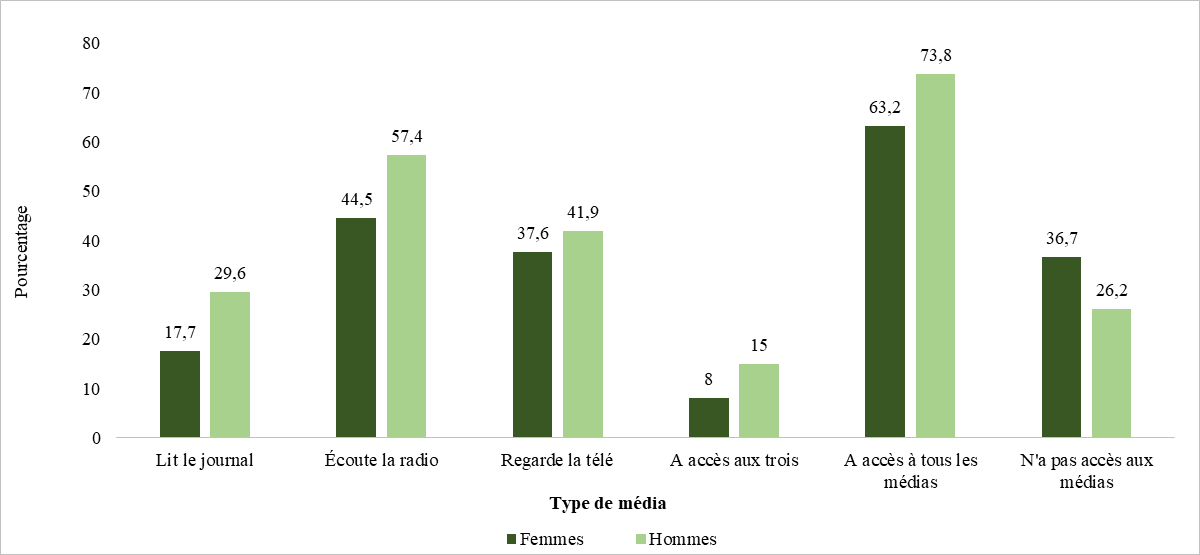 80
70
60
50
40
30
20
10
0
Pourcentage
17,7
29,6
44,5
57,4
37,6
41,9
8
15
63,2
73,8
36,7
26,2
Lit le journal
Écoute la radio
Regarde la télé
A accès aux trois
A accès à tous les
médias
N'a pas accès aux
médias
Type de média
Femmes
Hommes